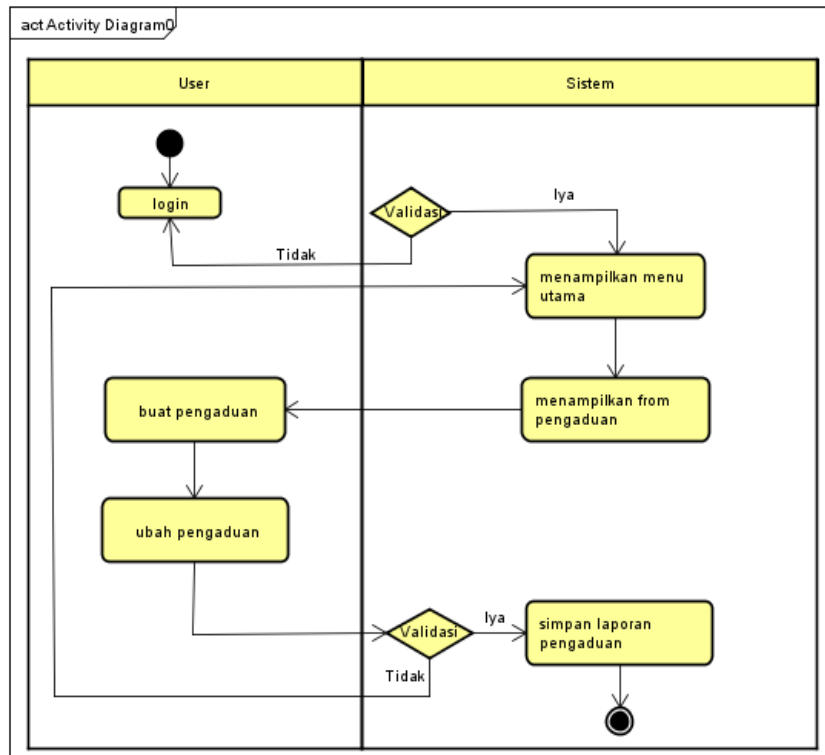 act Activity Diagram0
User
Sistem
login
Validasi
Iya
Tidak
menampilkan menu
utama
buat pengaduan
menampilkan from
pengaduan
ubah pengaduan
Validasi
Iya
simpan laporan
pengaduan
Tidak